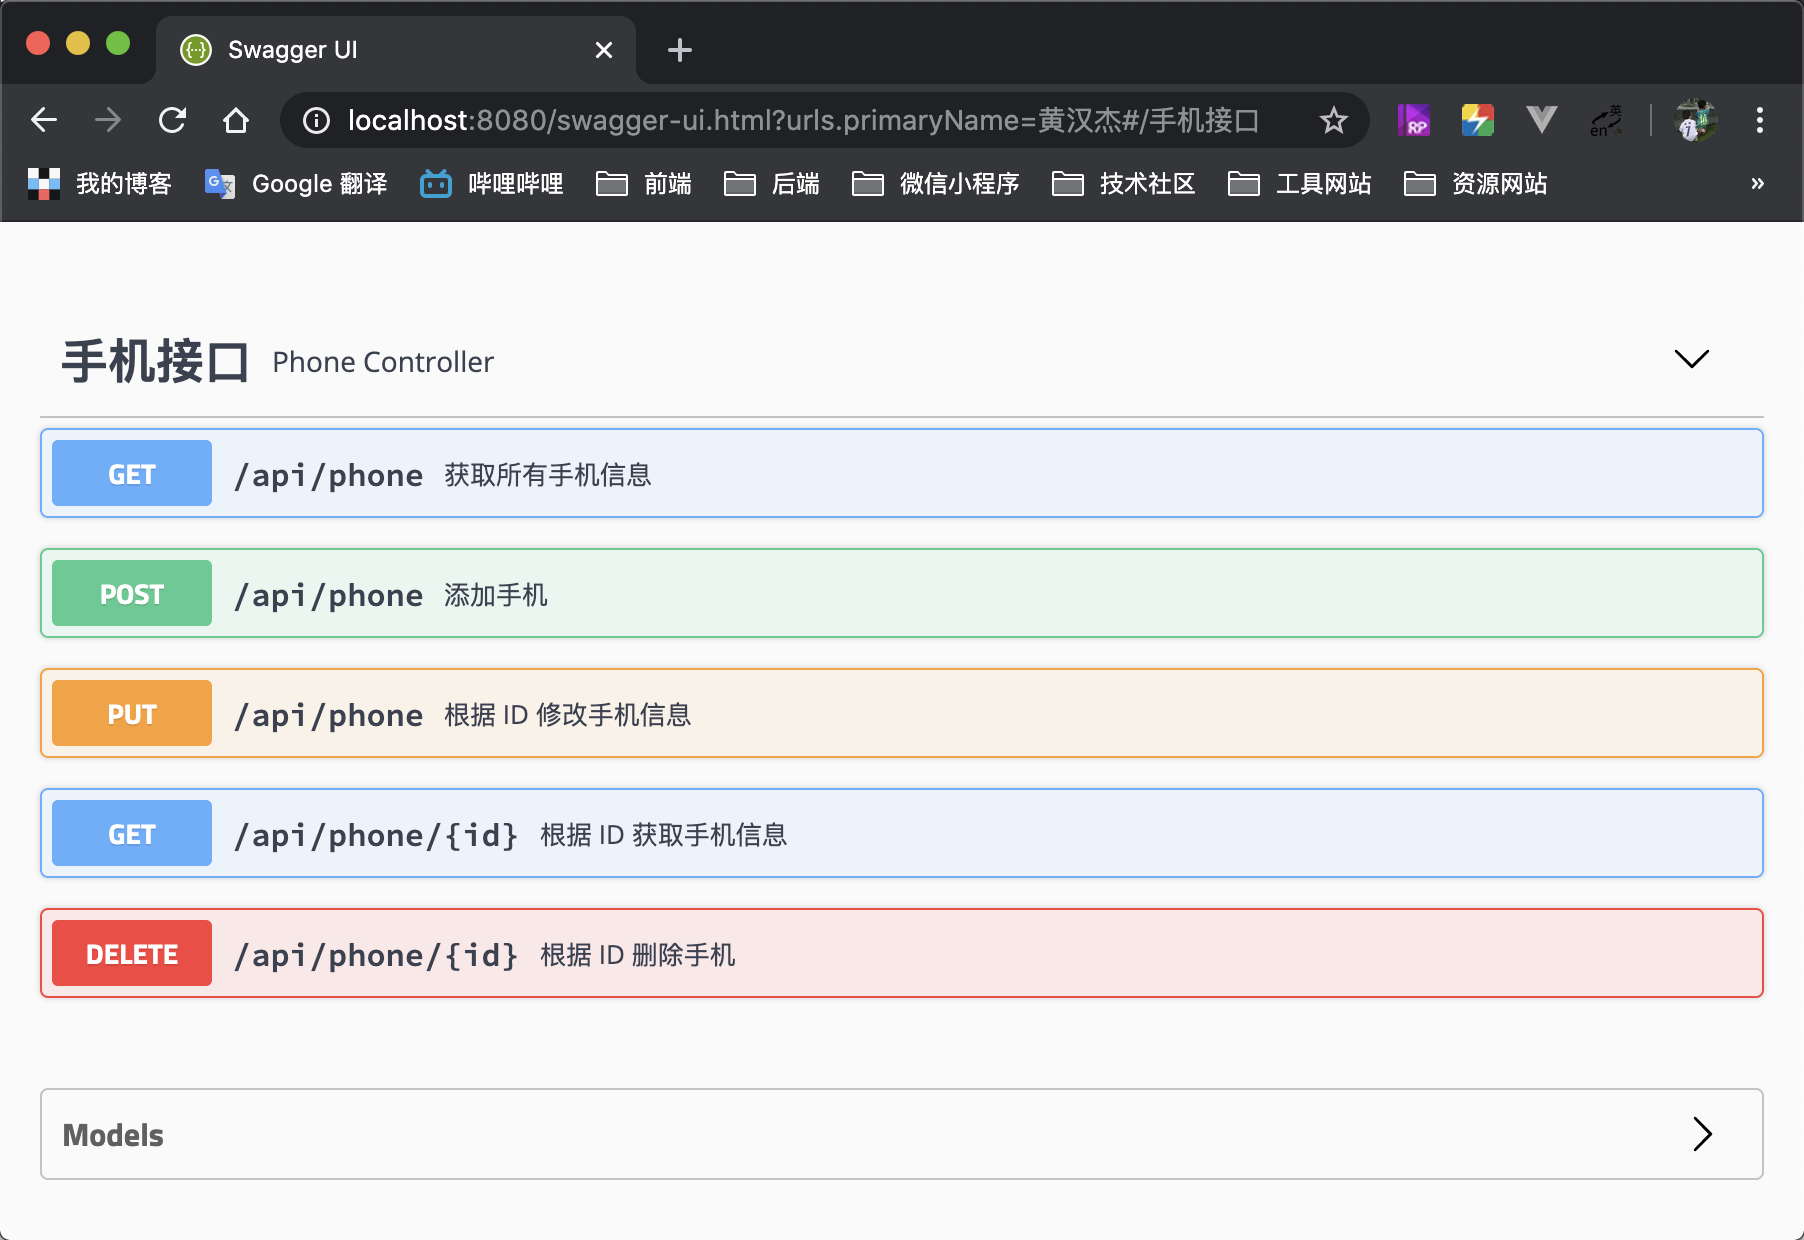 Swagger UI
localhost:8080/swagger-ui.html?urls.primaryName=黄汉杰#/手机接口
RP
en 英
我的博客 Google 翻译 哔哩哔哩 前端 后端 微信小程序 技术社区 工具网站 资源网站 »
手机接口 Phone Controller
GET /api/phone 获取所有手机信息
POST /api/phone 添加手机
PUT /api/phone 根据 ID 修改手机信息
GET /api/phone/{id} 根据 ID 获取手机信息
DELETE /api/phone/{id} 根据 ID 删除手机
Models